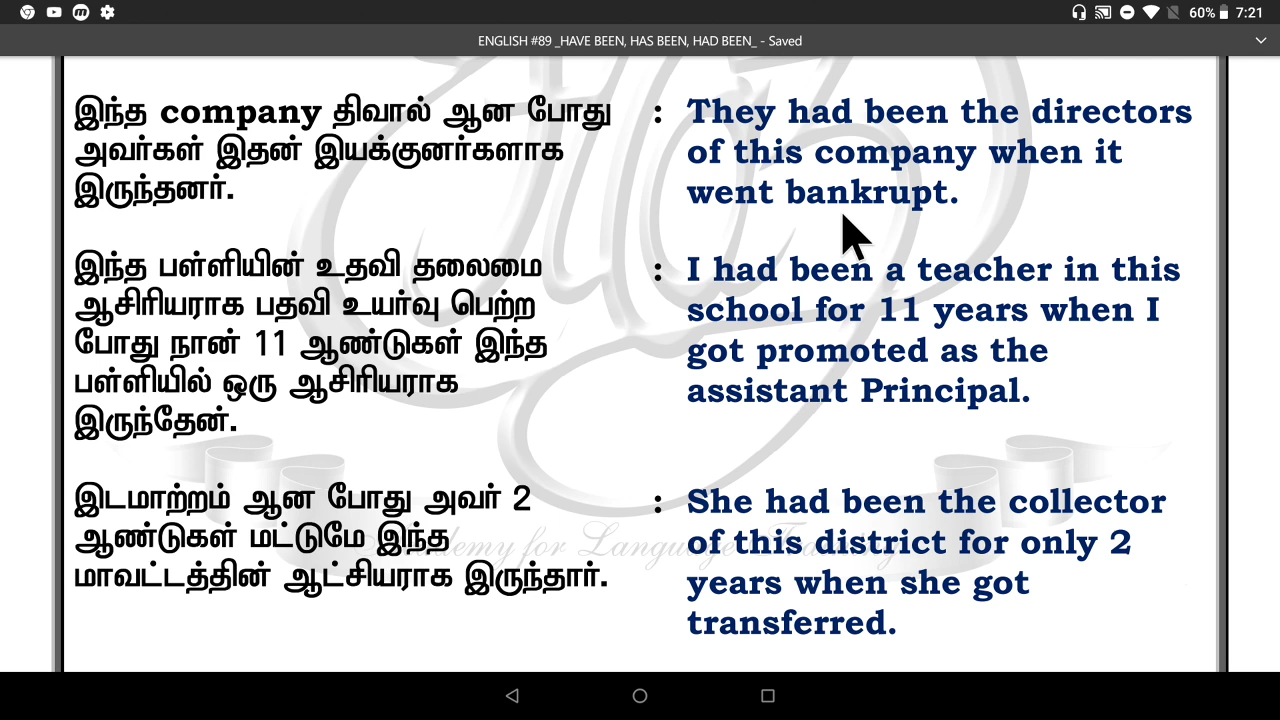 60% 7:21
ENGLISH #89 _HAVE BEEN, HAS BEEN, HAD BEEN_ - Saved
இந்த company திவால் ஆன போது
அவர்கள் இதன் இயக்குனர்களாக
இருந்தனர்.
: They had been the directors
of this company when it
went bankrupt.
இந்த பள்ளியின் உதவி தலைமை
ஆசிரியராக பதவி உயர்வு பெற்ற
போது நான் 11 ஆண்டுகள் இந்த
பள்ளியில் ஒரு ஆசிரியராக
இருந்தேன்.
: I had been a teacher in this
school for 11 years when I
got promoted as the
assistant Principal.
இடமாற்றம் ஆன போது அவர் 2
ஆண்டுகள் மட்டுமே இந்த
மாவட்டத்தின் ஆட்சியராக இருந்தார்.
: She had been the collector
of this district for only 2
years when she got
transferred.